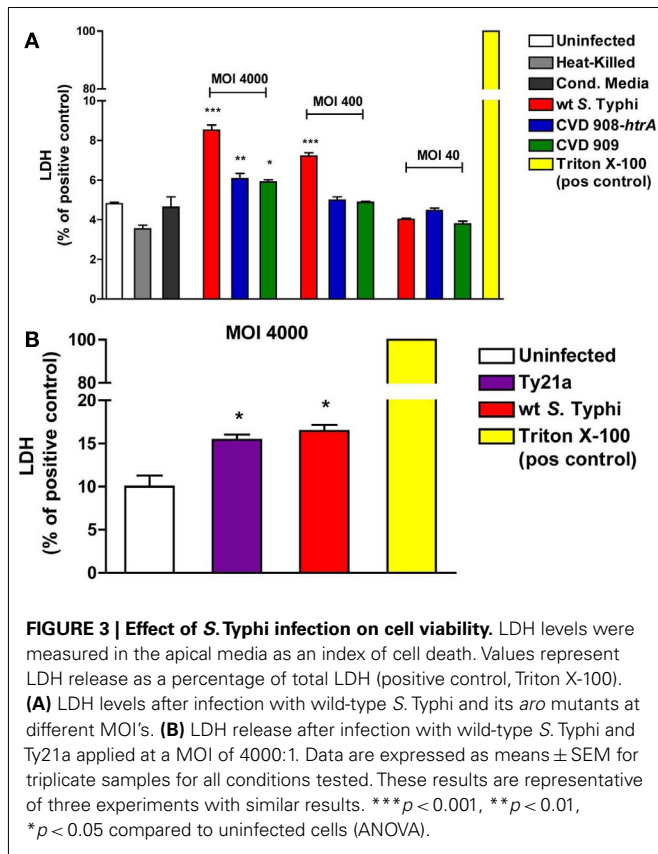 A
100
80
10
8
6
4
2
0
LDH
(% of positive control)
MOI 4000
MOI 400
MOI 40
***
**
*
***
Uninfected
Heat-Killed
Cond. Media
wt S. Typhi
CVD 908-htrA
CVD 909
Triton X-100
(pos control)
B
MOI 4000
100
80
20
15
10
5
0
LDH
(% of positive control)
*
*
Uninfected
Ty21a
wt S. Typhi
Triton X-100
(pos control)
FIGURE 3 | Effect of S. Typhi infection on cell viability. LDH levels were
measured in the apical media as an index of cell death. Values represent
LDH release as a percentage of total LDH (positive control, Triton X-100).
(A) LDH levels after infection with wild-type S. Typhi and its aro mutants at
different MOI's. (B) LDH release after infection with wild-type S. Typhi and
Ty21a applied at a MOI of 4000:1. Data are expressed as means ± SEM for
triplicate samples for all conditions tested. These results are representative
of three experiments with similar results. ***p < 0.001, **p < 0.01,
*p < 0.05 compared to uninfected cells (ANOVA).